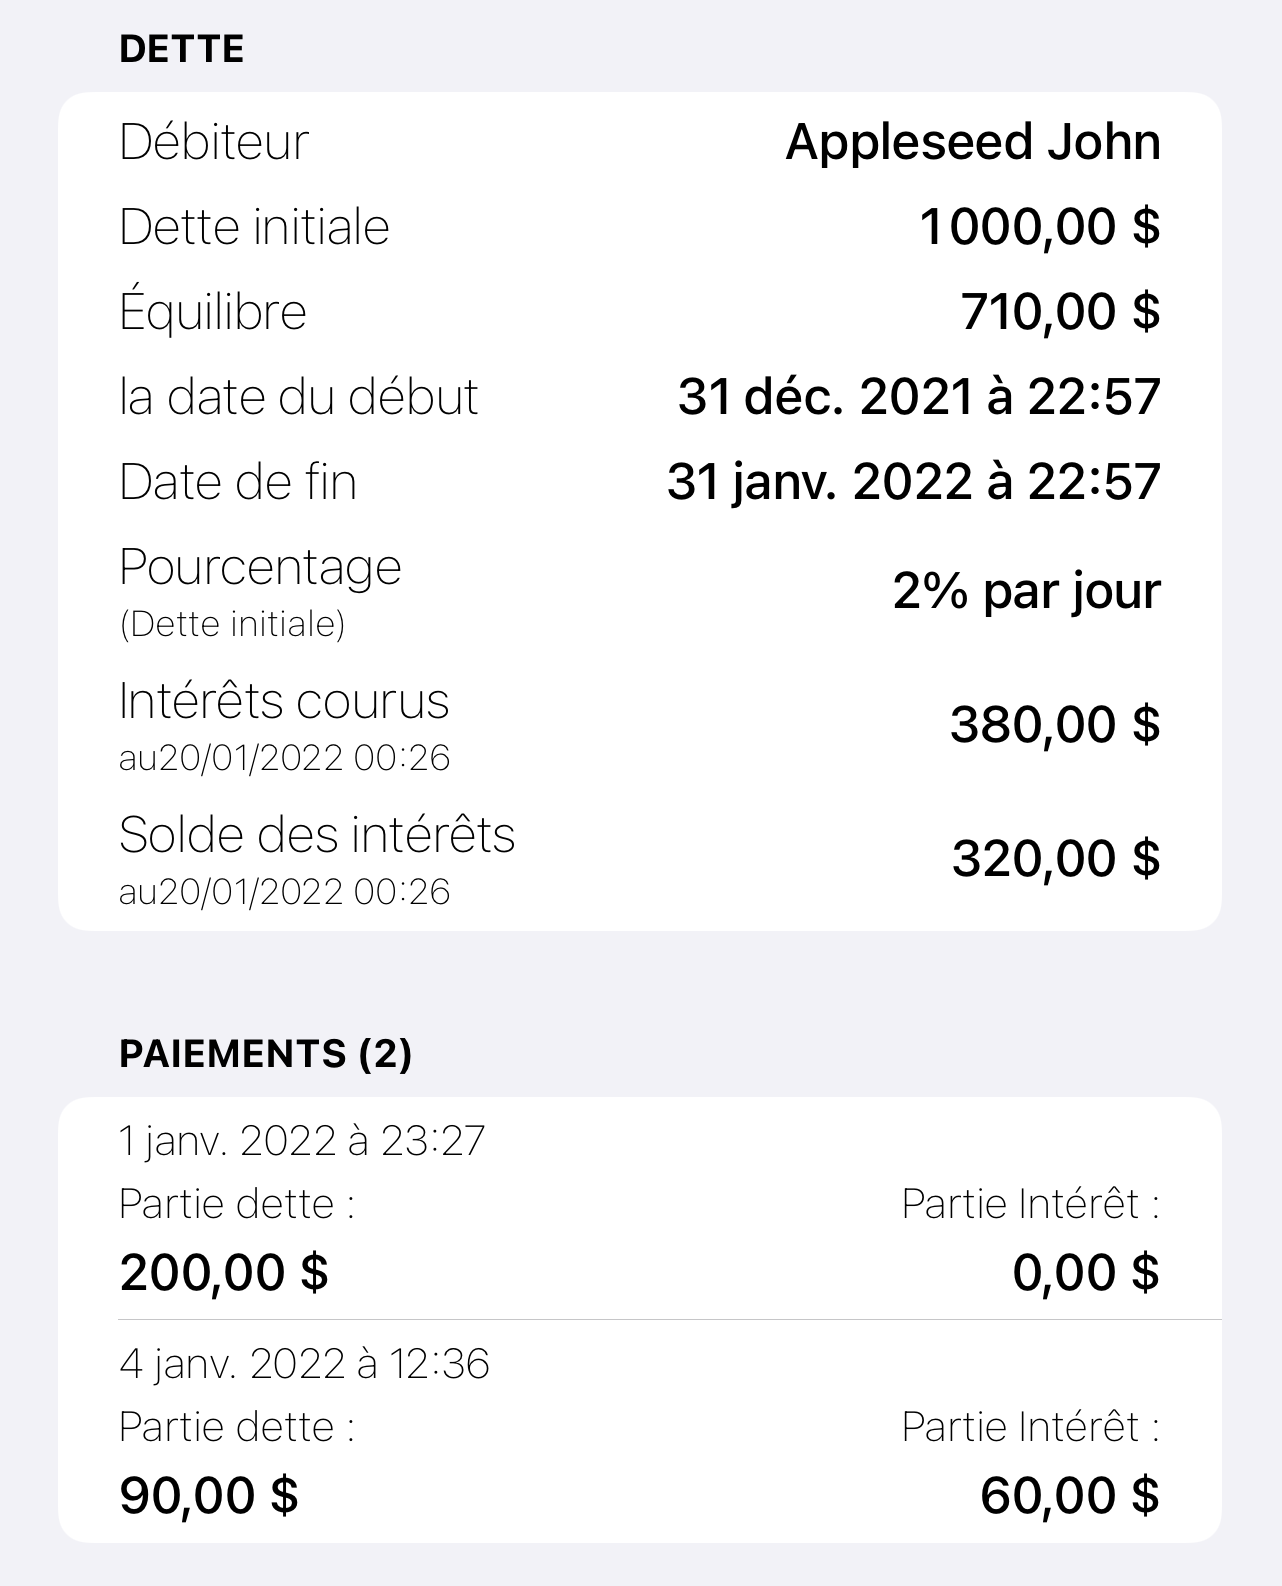 DETTE
Débiteur Appleseed John
Dette initiale 1 000,00 $
Équilibre 710,00 $
la date du début 31 déc. 2021 à 22:57
Date de fin 31 janv. 2022 à 22:57
Pourcentage
(Dette initiale) 2% par jour
Intérêts courus
au20/01/2022 00:26 380,00 $
Solde des intérêts
au20/01/2022 00:26 320,00 $
PAIEMENTS (2)
1 janv. 2022 à 23:27
Partie dette : Partie Intérêt :
200,00 $ 0,00 $
4 janv. 2022 à 12:36
Partie dette : Partie Intérêt :
90,00 $ 60,00 $